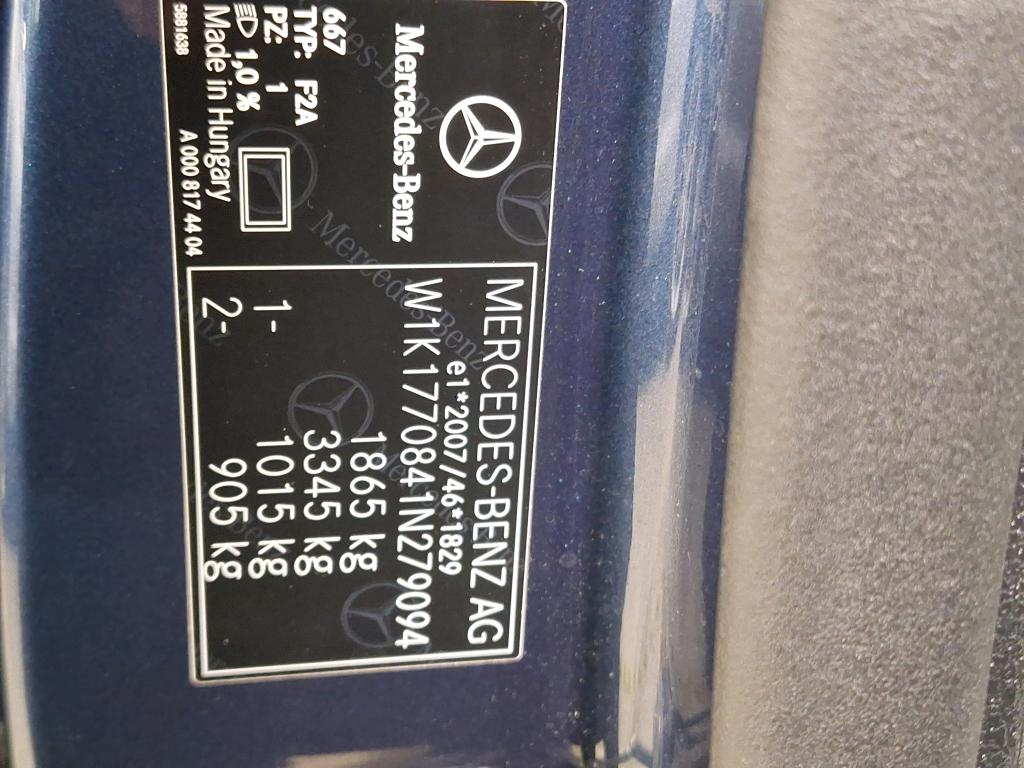 MERCEDES-BENZ AG
e1*2007/46*1829
W1K1770841N279094
1865 kg
3345 kg
1- 1015 kg
2- 905 kg
Mercedes-Benz
667
TYP: F2A
PZ: 1
1,0 %
Made in Hungary
5881638
A 000 817 44 04